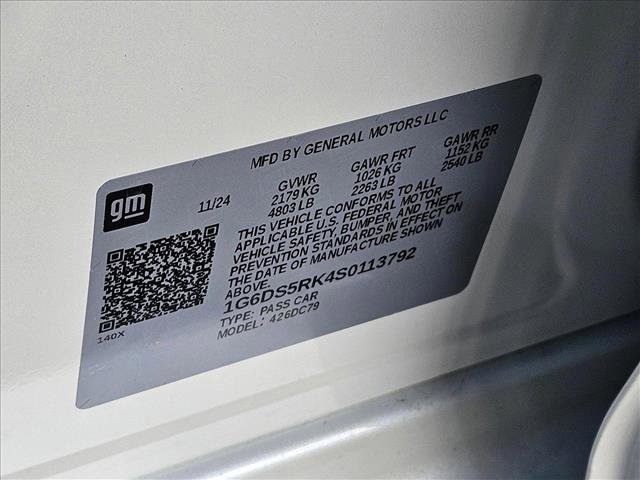 MFD BY GENERAL MOTORS LLC
gm
11/24
GVWR GAWR FRT GAWR RR
2179 KG 1026 KG 1152 KG
4803 LB 2263 LB 2540 LB
THIS VEHICLE CONFORMS TO ALL
APPLICABLE U.S. FEDERAL MOTOR
VEHICLE SAFETY, BUMPER, AND THEFT
PREVENTION STANDARDS IN EFFECT ON
THE DATE OF MANUFACTURE SHOWN
ABOVE.
1G6DS5RK4S0113792
TYPE: PASS CAR
MODEL: 426DC79
140X